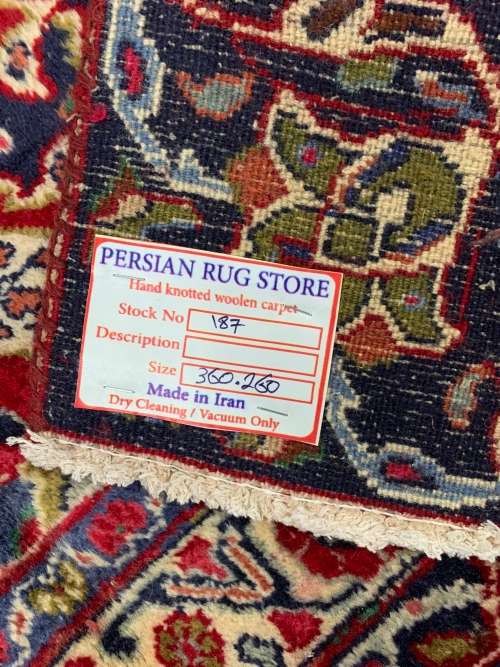 PERSIAN RUG STORE
Hand knotted woolen carpet
Stock No 187
Description
Size 360.260
Made in Iran
Dry Cleaning / Vacuum Only